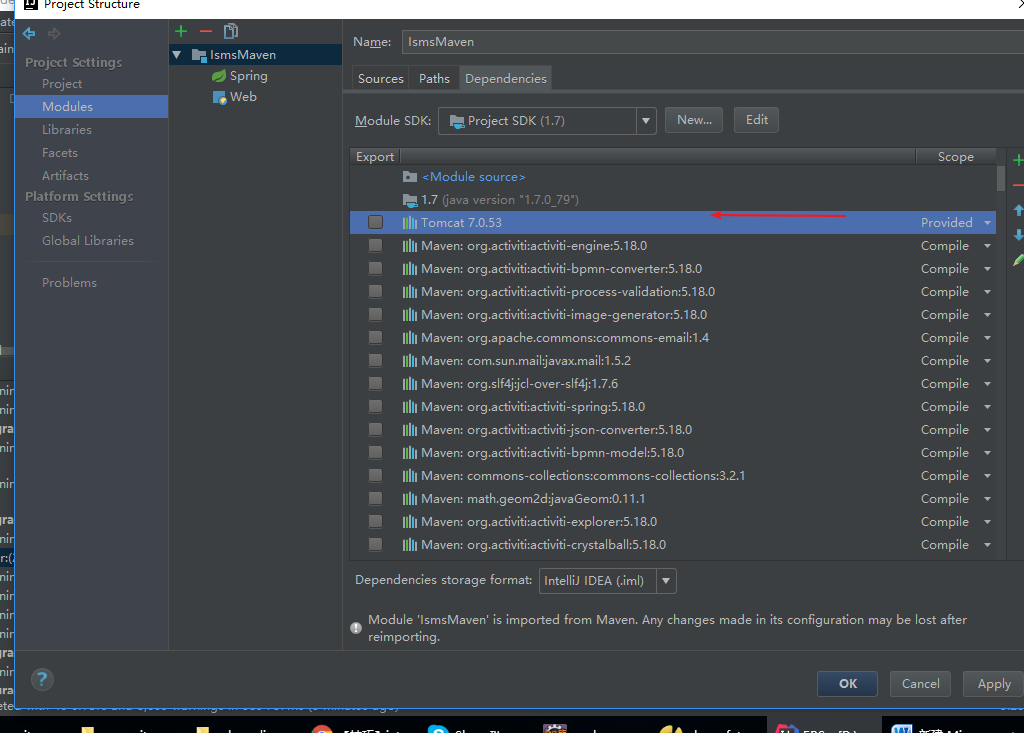 Project Structure
Project Settings
Project
Modules
Libraries
Facets
Artifacts
Platform Settings
SDKs
Global Libraries
Problems
IsmsMaven
Spring
Web
Name: IsmsMaven
Sources Paths Dependencies
Module SDK: Project SDK (1.7) New... Edit
Export Scope
<Module source>
1.7 (java version "1.7.0_79")
Tomcat 7.0.53 Provided
Maven: org.activiti:activiti-engine:5.18.0 Compile
Maven: org.activiti:activiti-bpmn-converter:5.18.0 Compile
Maven: org.activiti:activiti-process-validation:5.18.0 Compile
Maven: org.activiti:activiti-image-generator:5.18.0 Compile
Maven: org.apache.commons:commons-email:1.4 Compile
Maven: com.sun.mail:javax.mail:1.5.2 Compile
Maven: org.slf4j:jcl-over-slf4j:1.7.6 Compile
Maven: org.activiti:activiti-spring:5.18.0 Compile
Maven: org.activiti:activiti-json-converter:5.18.0 Compile
Maven: org.activiti:activiti-bpmn-model:5.18.0 Compile
Maven: commons-collections:commons-collections:3.2.1 Compile
Maven: math.geom2d:javaGeom:0.11.1 Compile
Maven: org.activiti:activiti-explorer:5.18.0 Compile
Maven: org.activiti:activiti-crystalball:5.18.0 Compile
Dependencies storage format: IntelliJ IDEA (.iml)
Module 'IsmsMaven' is imported from Maven. Any changes made in its configuration may be lost after
reimporting.
? OK Cancel Apply